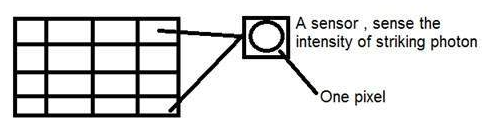 A sensor , sense the
intensity of striking photon
One pixel